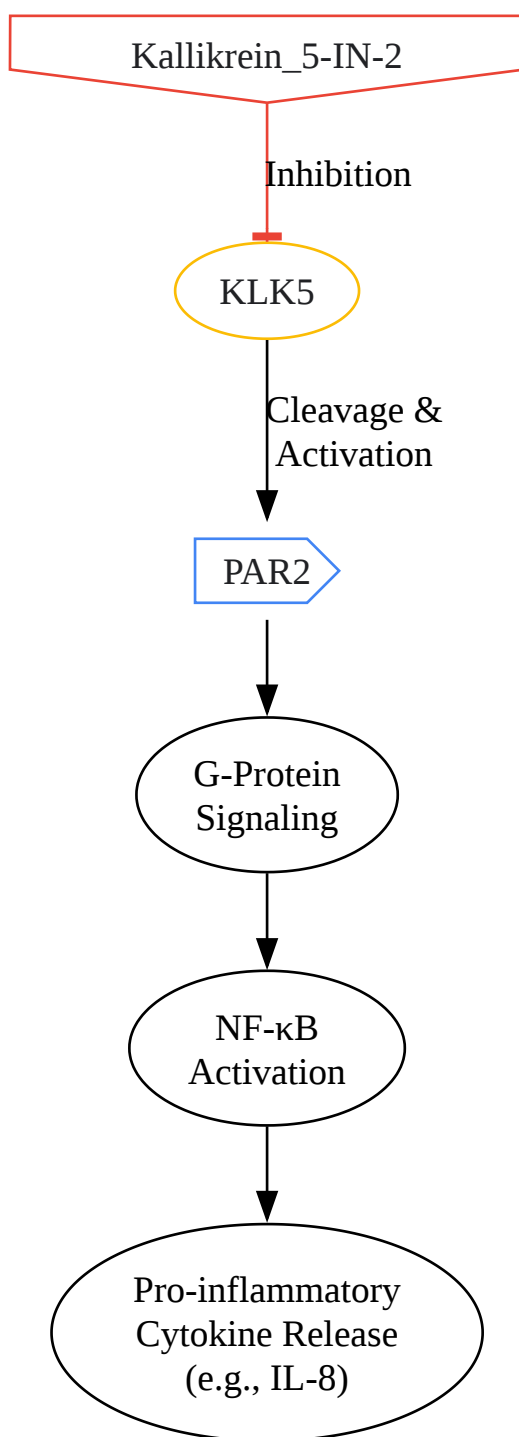 Kallikrein_5-IN-2
Inhibition
KLK5
Cleavage &
Activation
PAR2
G-Protein
Signaling
NF-κB
Activation
Pro-inflammatory
Cytokine Release
(e.g., IL-8)